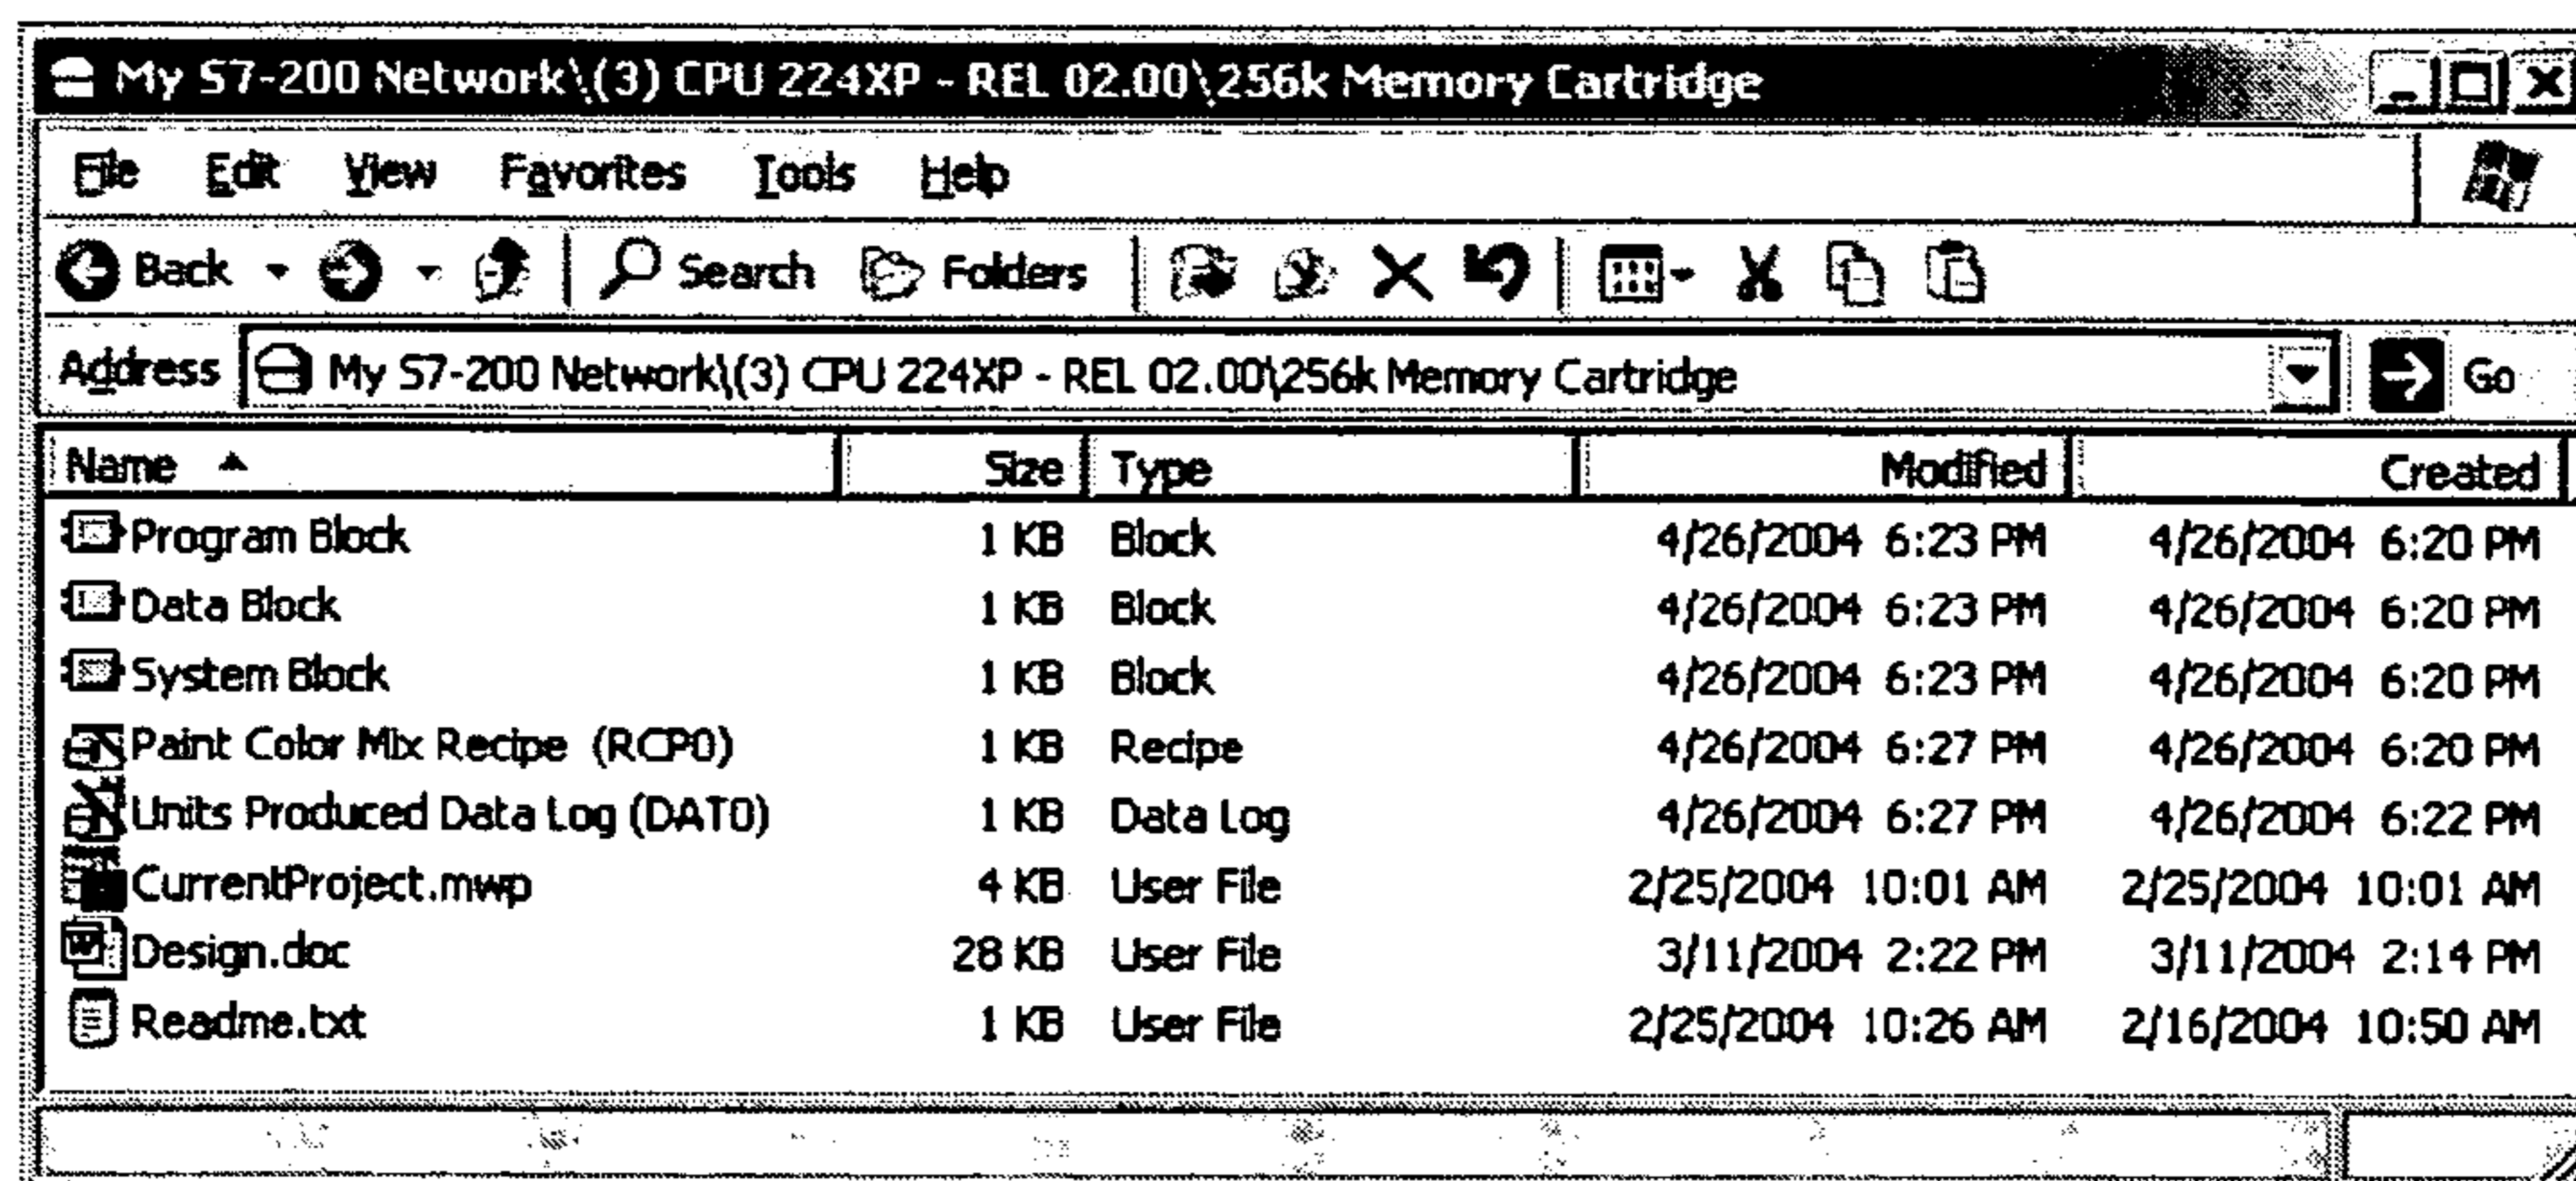 My S7-200 Network\(3) CPU 224XP - REL 02.00\256k Memory Cartridge
File Edit View Favorites Tools Help
Back Search Folders
Address My S7-200 Network\(3) CPU 224XP - REL 02.00\256k Memory Cartridge Go
Name Size Type Modified Created
Program Block 1 KB Block 4/26/2004 6:23 PM 4/26/2004 6:20 PM
Data Block 1 KB Block 4/26/2004 6:23 PM 4/26/2004 6:20 PM
System Block 1 KB Block 4/26/2004 6:23 PM 4/26/2004 6:20 PM
Paint Color Mix Recipe (RCP0) 1 KB Recipe 4/26/2004 6:27 PM 4/26/2004 6:20 PM
Units Produced Data Log (DAT0) 1 KB Data Log 4/26/2004 6:27 PM 4/26/2004 6:22 PM
CurrentProject.mwp 4 KB User File 2/25/2004 10:01 AM 2/25/2004 10:01 AM
Design.doc 28 KB User File 3/11/2004 2:22 PM 3/11/2004 2:14 PM
Readme.txt 1 KB User File 2/25/2004 10:26 AM 2/16/2004 10:50 AM